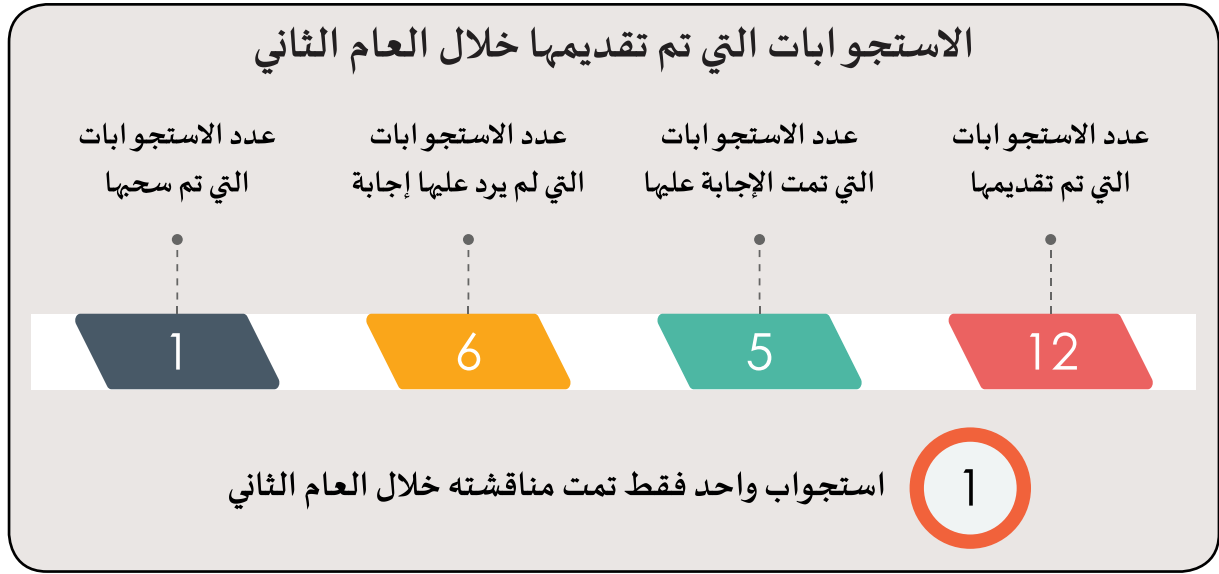 الاستجوابات التي تم تقديمها خلال العام الثاني
عدد الاستجوابات
التي تم تقديمها
عدد الاستجوابات
التي تمت الإجابة عليها
عدد الاستجوابات
التي لم يرد عليها إجابة
عدد الاستجوابات
التي تم سحبها
12
5
6
1
1
استجواب واحد فقط تمت مناقشته خلال العام الثاني